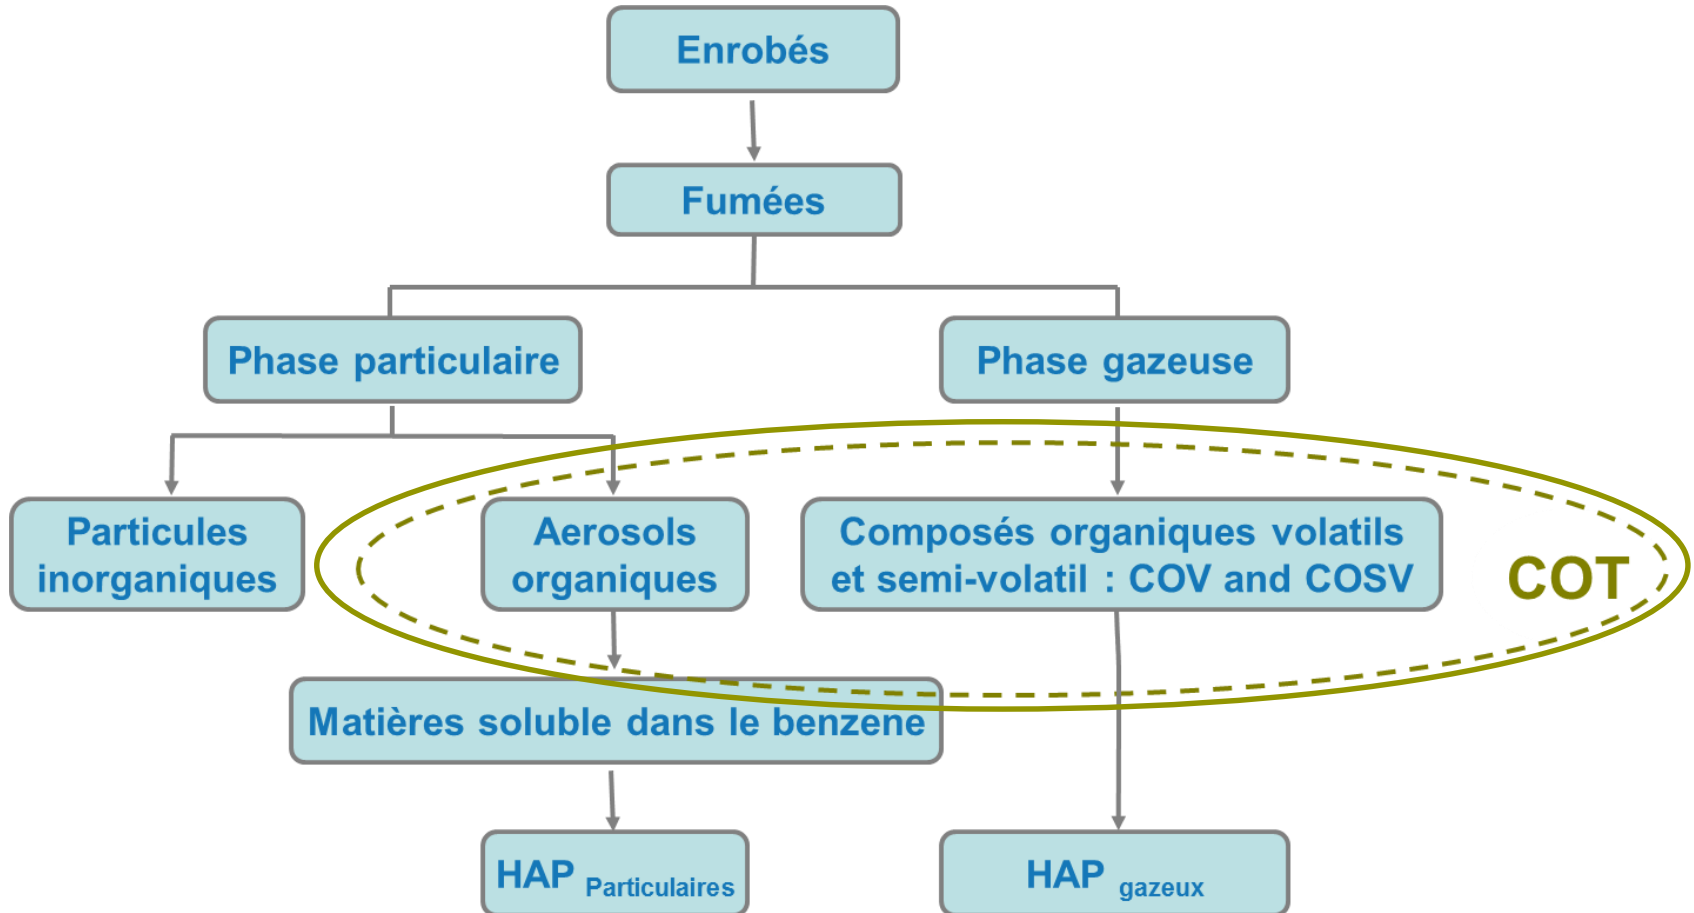 Enrobés
Fumées
Phase particulaire
Phase gazeuse
Particules
inorganiques
Aerosols
organiques
Composés organiques volatils
et semi-volatil : COV and COSV
COT
Matières soluble dans le benzene
HAP Particulaires
HAP gazeux